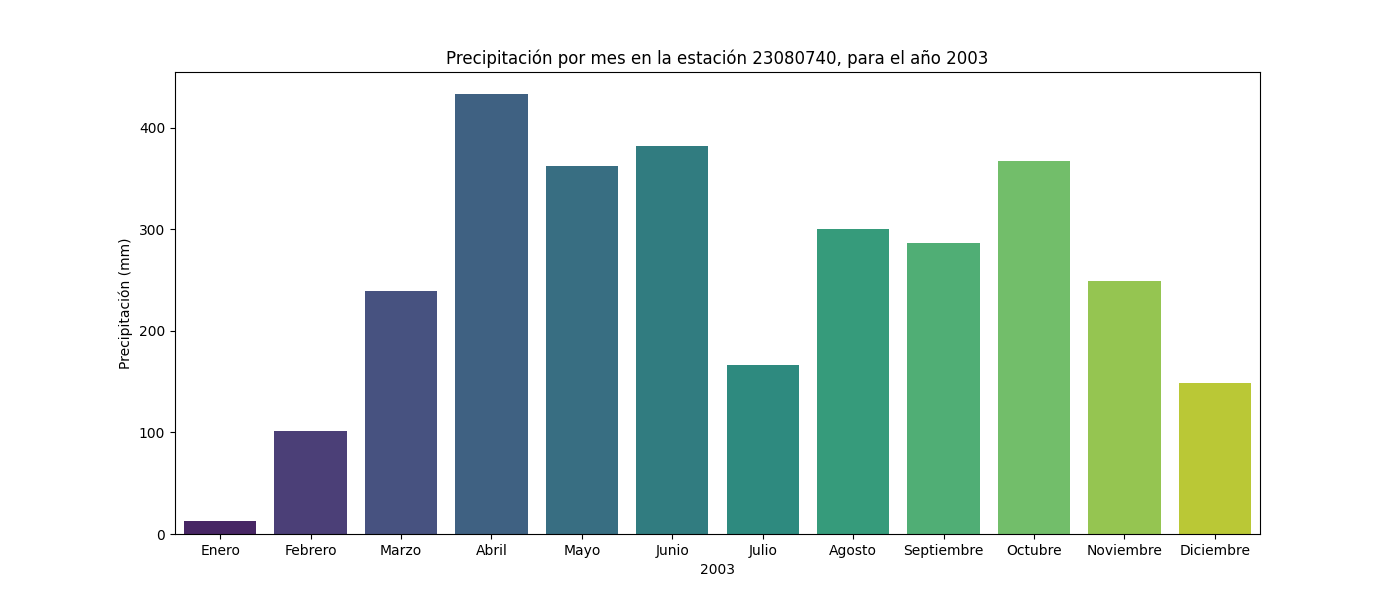 Precipitación por mes en la estación 23080740, para el año 2003
Precipitación (mm)
400
300
200
100
0
Enero Febrero Marzo Abril Mayo Junio Julio Agosto Septiembre Octubre Noviembre Diciembre
2003